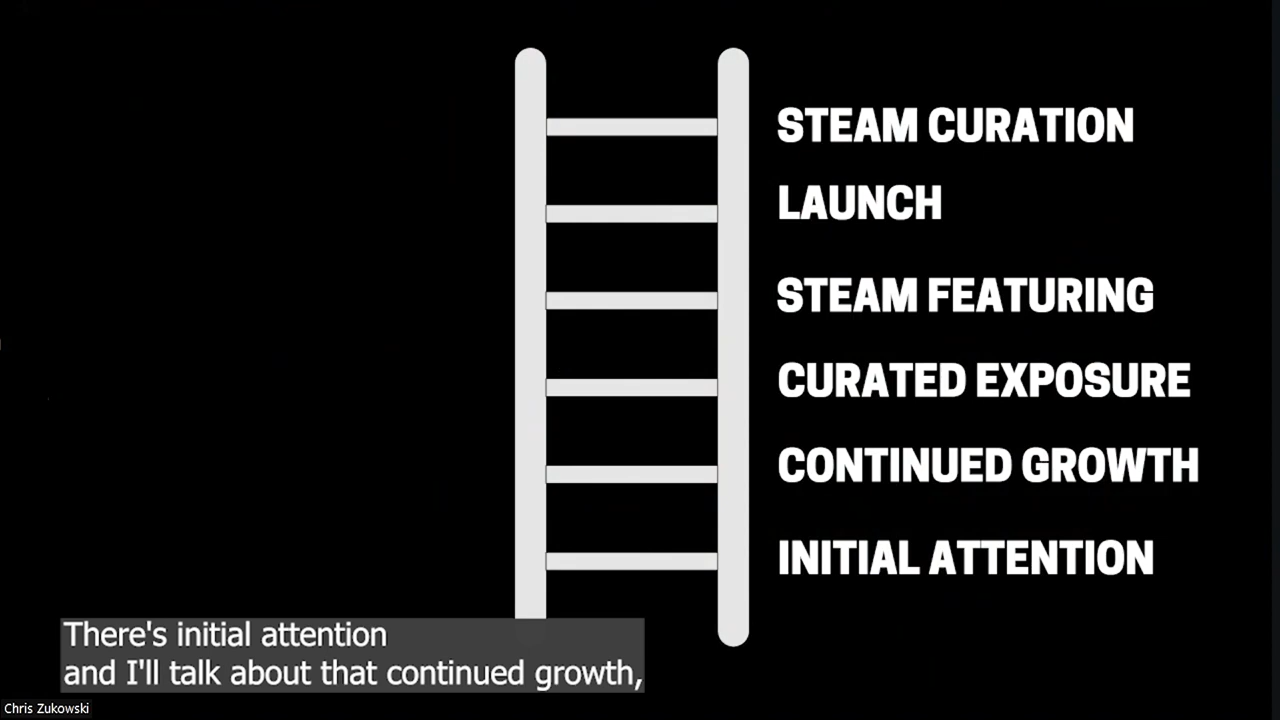 STEAM CURATION
LAUNCH
STEAM FEATURING
CURATED EXPOSURE
CONTINUED GROWTH
INITIAL ATTENTION
There's initial attention
and I'll talk about that continued growth,
Chris Zukowski